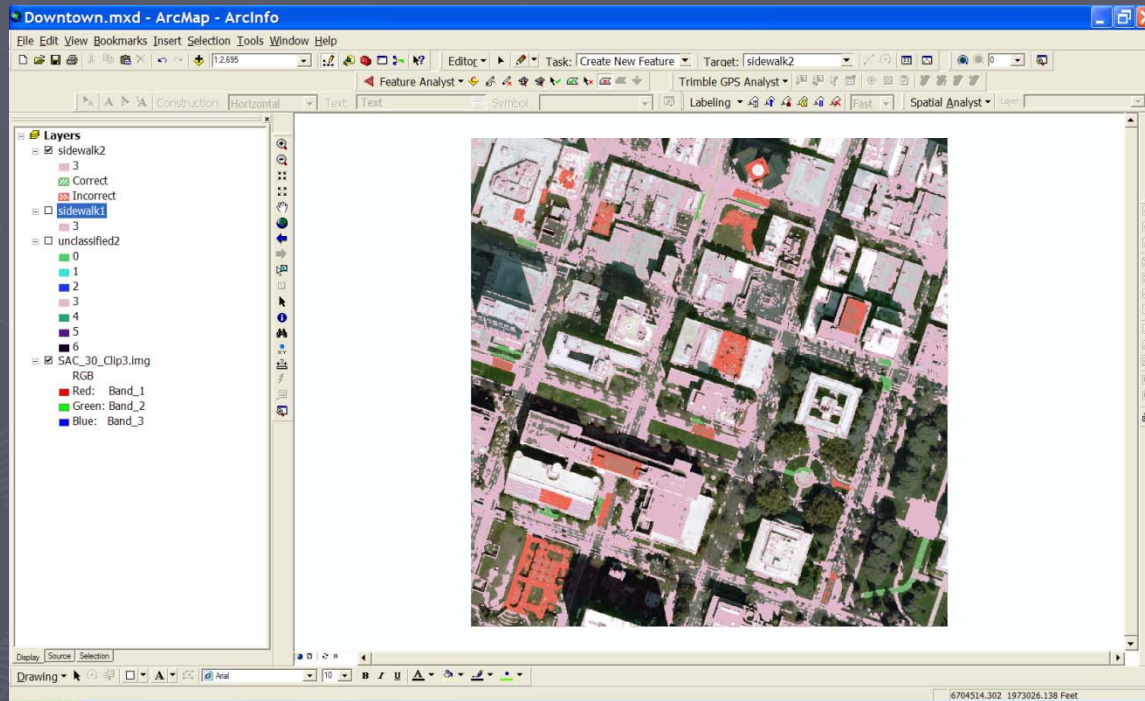 Downtown.mxd - ArcMap - ArcInfo
File Edit View Bookmarks Insert Selection Tools Window Help
1:2,695 Editor Task: Create New Feature Target: sidewalk2 0
Feature Analyst Trimble GPS Analyst
Construction: Horizontal Text: Text Symbol: Labeling Fast Spatial Analyst Layer:
Layers
sidewalk2
3
Correct
Incorrect
sidewalk1
3
unclassified2
0
1
2
3
4
5
6
SAC_30_Clip3.img
RGB
Red: Band_1
Green: Band_2
Blue: Band_3
Display Source Selection
Drawing A Arial 10 B I U A
6704514.302 1973026.138 Feet